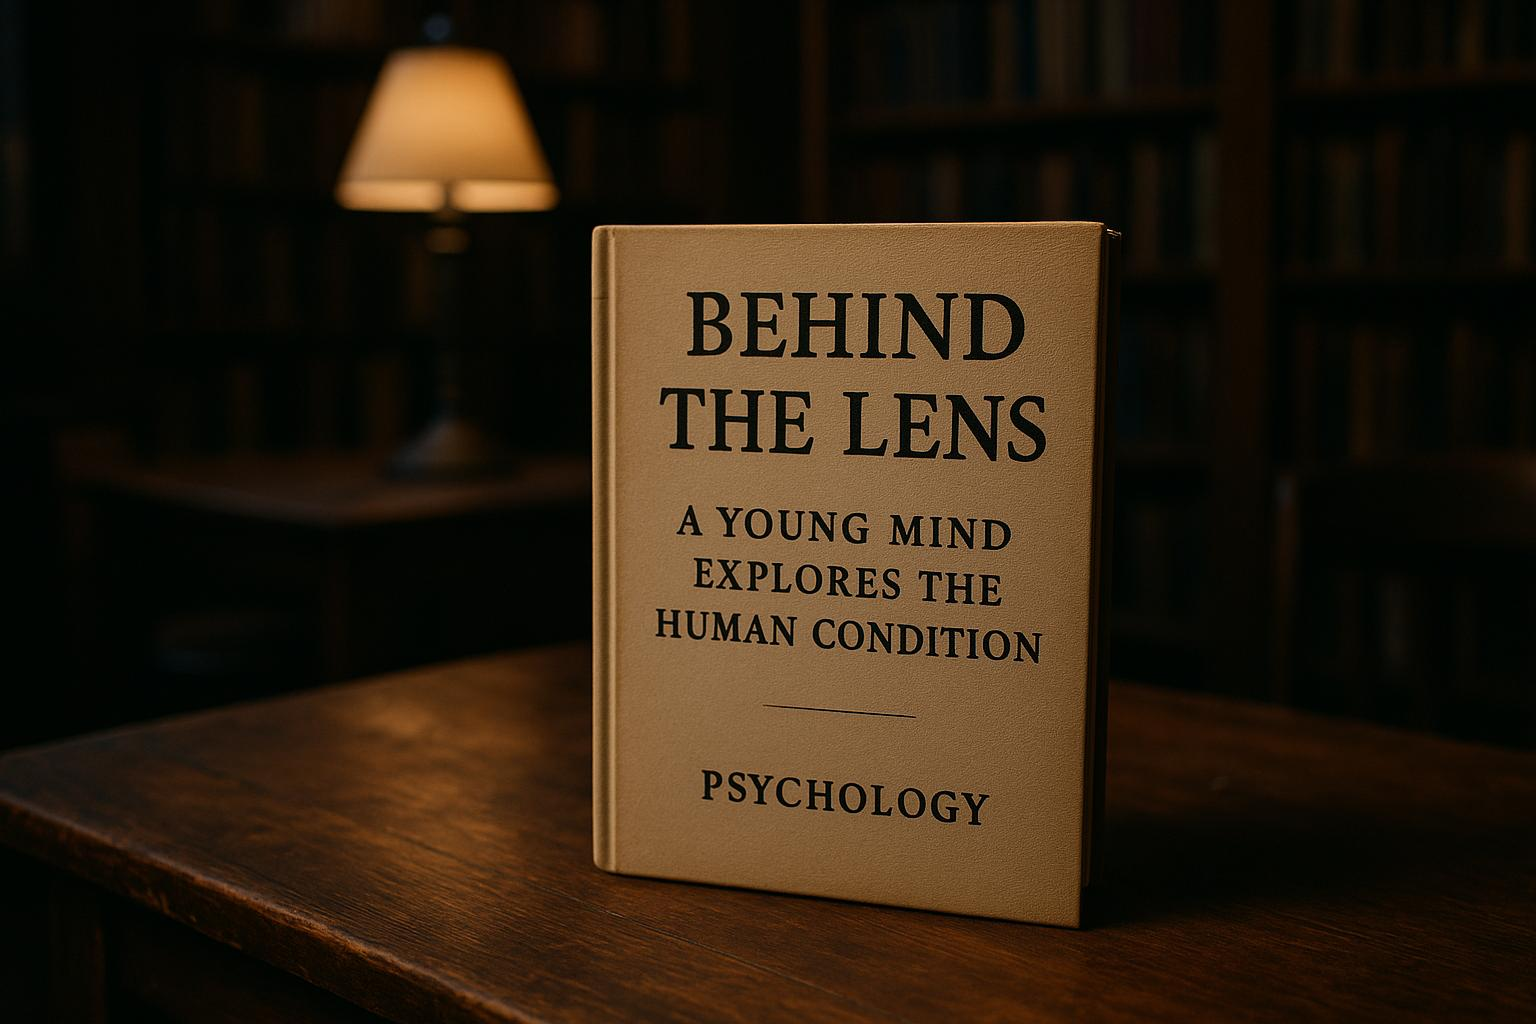 BEHIND
THE LENS
A YOUNG MIND
EXPLORES THE
HUMAN CONDITION
PSYCHOLOGY